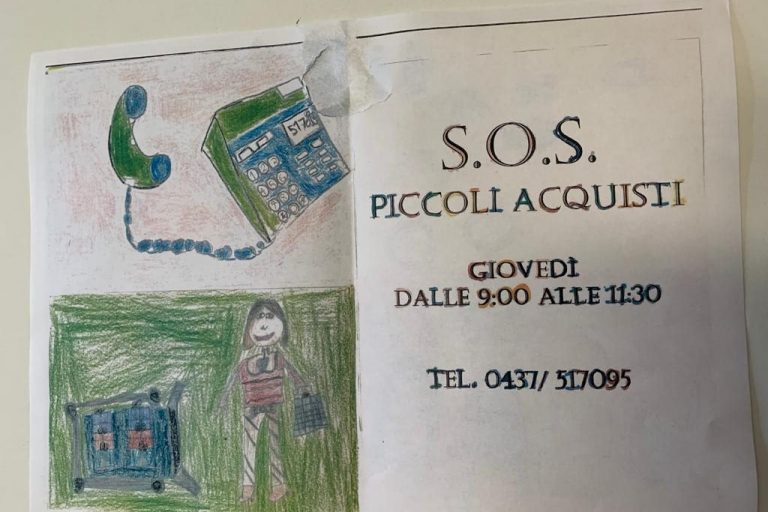 S.O.S.
PICCOLI ACQUISTI
GIOVEDÌ
DALLE 9:00 ALLE 11:30
TEL. 0437/ 517095